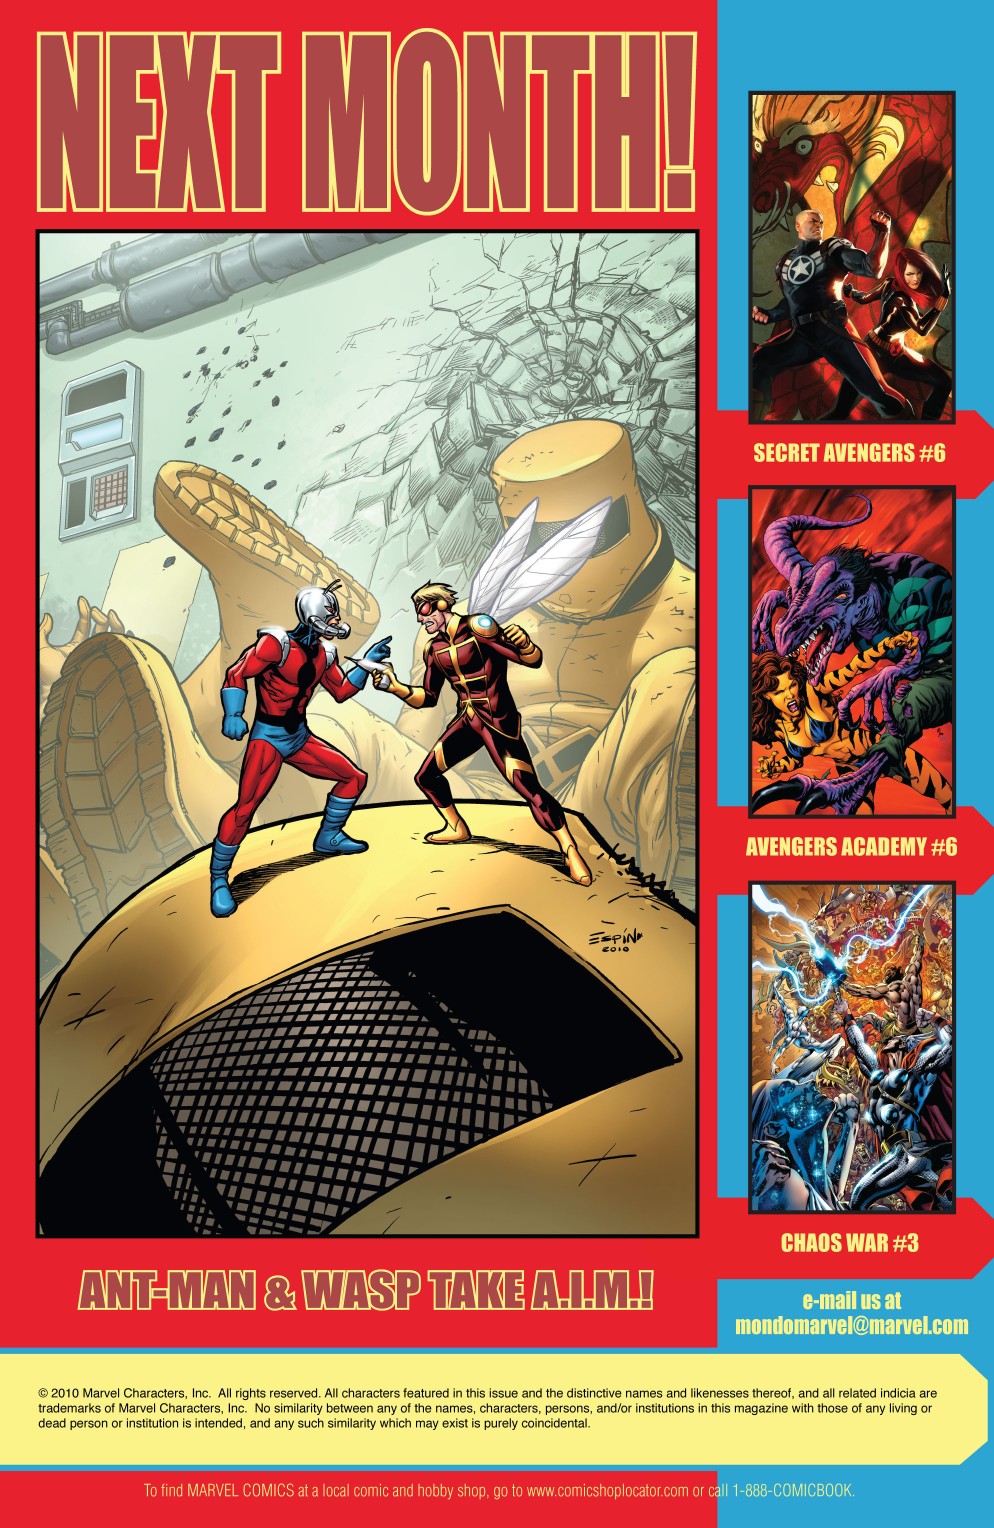 NEXT MONTH!
ESPIN
2010
ANT-MAN & WASP TAKE A.I.M.!
SECRET AVENGERS #6
AVENGERS ACADEMY #6
CHAOS WAR #3
e-mail us at
mondomarvel@marvel.com
© 2010 Marvel Characters, Inc.  All rights reserved. All characters featured in this issue and the distinctive names and likenesses thereof, and all related indicia are
trademarks of Marvel Characters, Inc.  No similarity between any of the names, characters, persons, and/or institutions in this magazine with those of any living or
dead person or institution is intended, and any such similarity which may exist is purely coincidental.
To find MARVEL COMICS at a local comic and hobby shop, go to www.comicshoplocator.com or call 1-888-COMICBOOK.